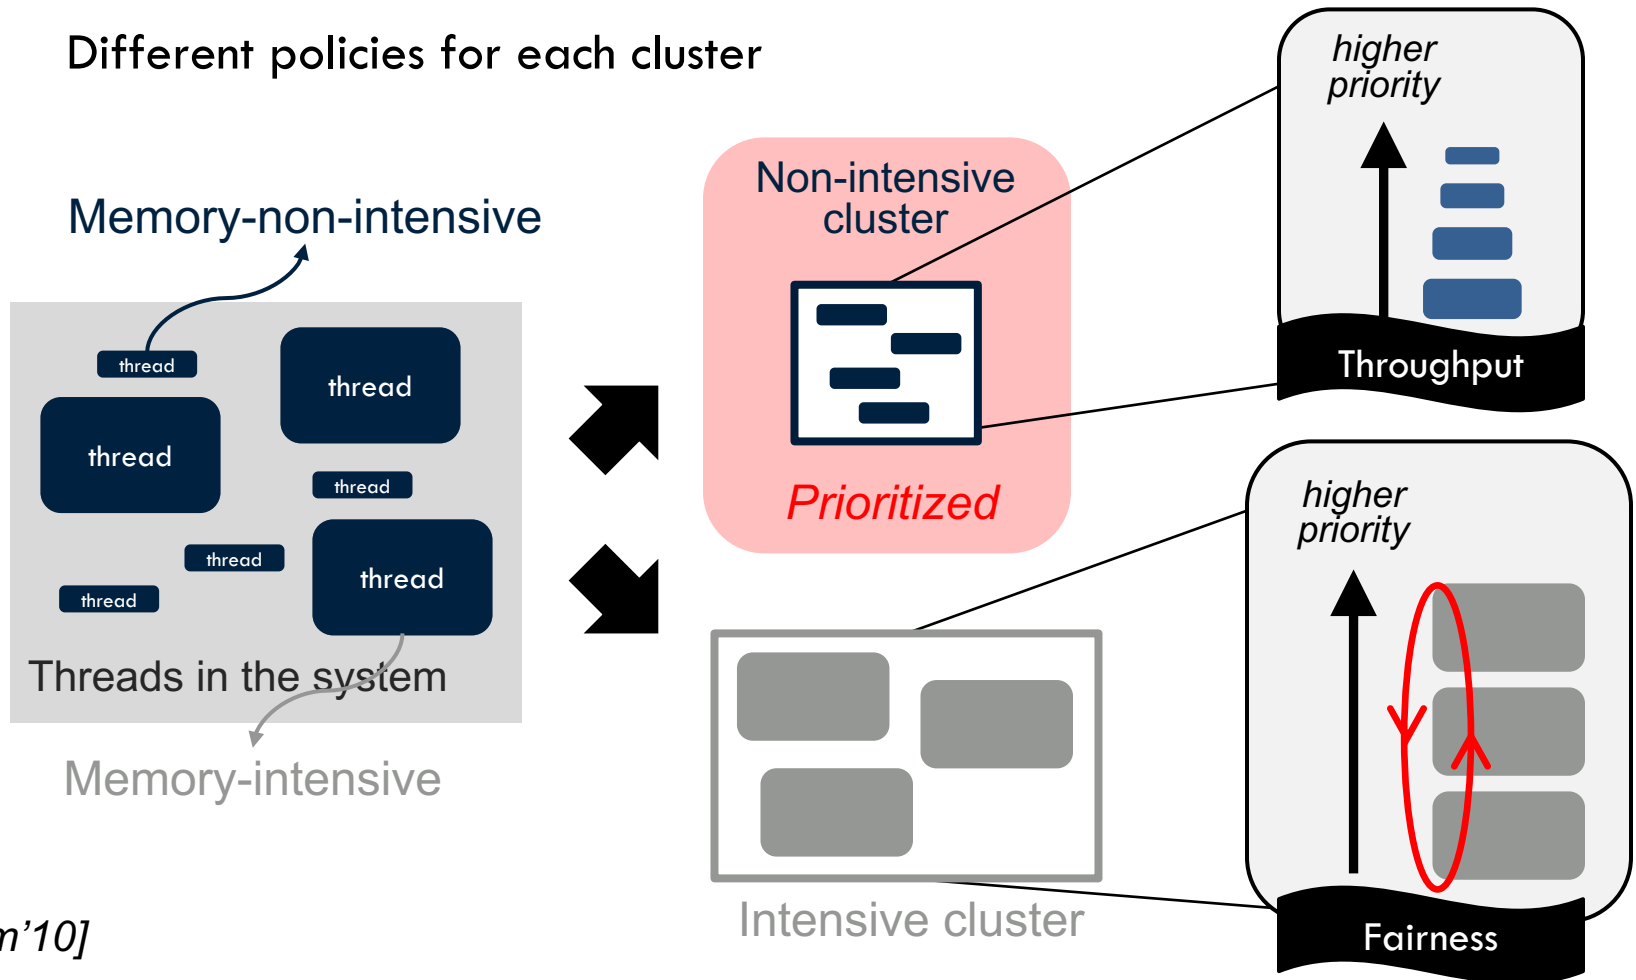 Different policies for each cluster
higher
priority
Throughput
Non-intensive
cluster
Prioritized
Memory-non-intensive
thread
thread
thread
thread
thread
thread
thread
Threads in the system
Memory-intensive
Intensive cluster
higher
priority
Fairness
m’10]